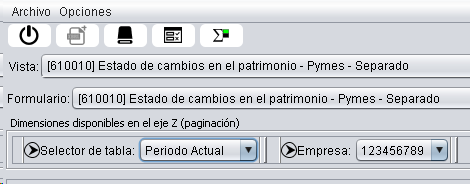 Archivo Opciones
Vista: [610010] Estado de cambios en el patrimonio - Pymes - Separado
Formulario: [610010] Estado de cambios en el patrimonio - Pymes - Separado
Dimensiones disponibles en el eje Z (paginación)
Selector de tabla: Periodo Actual Empresa: 123456789